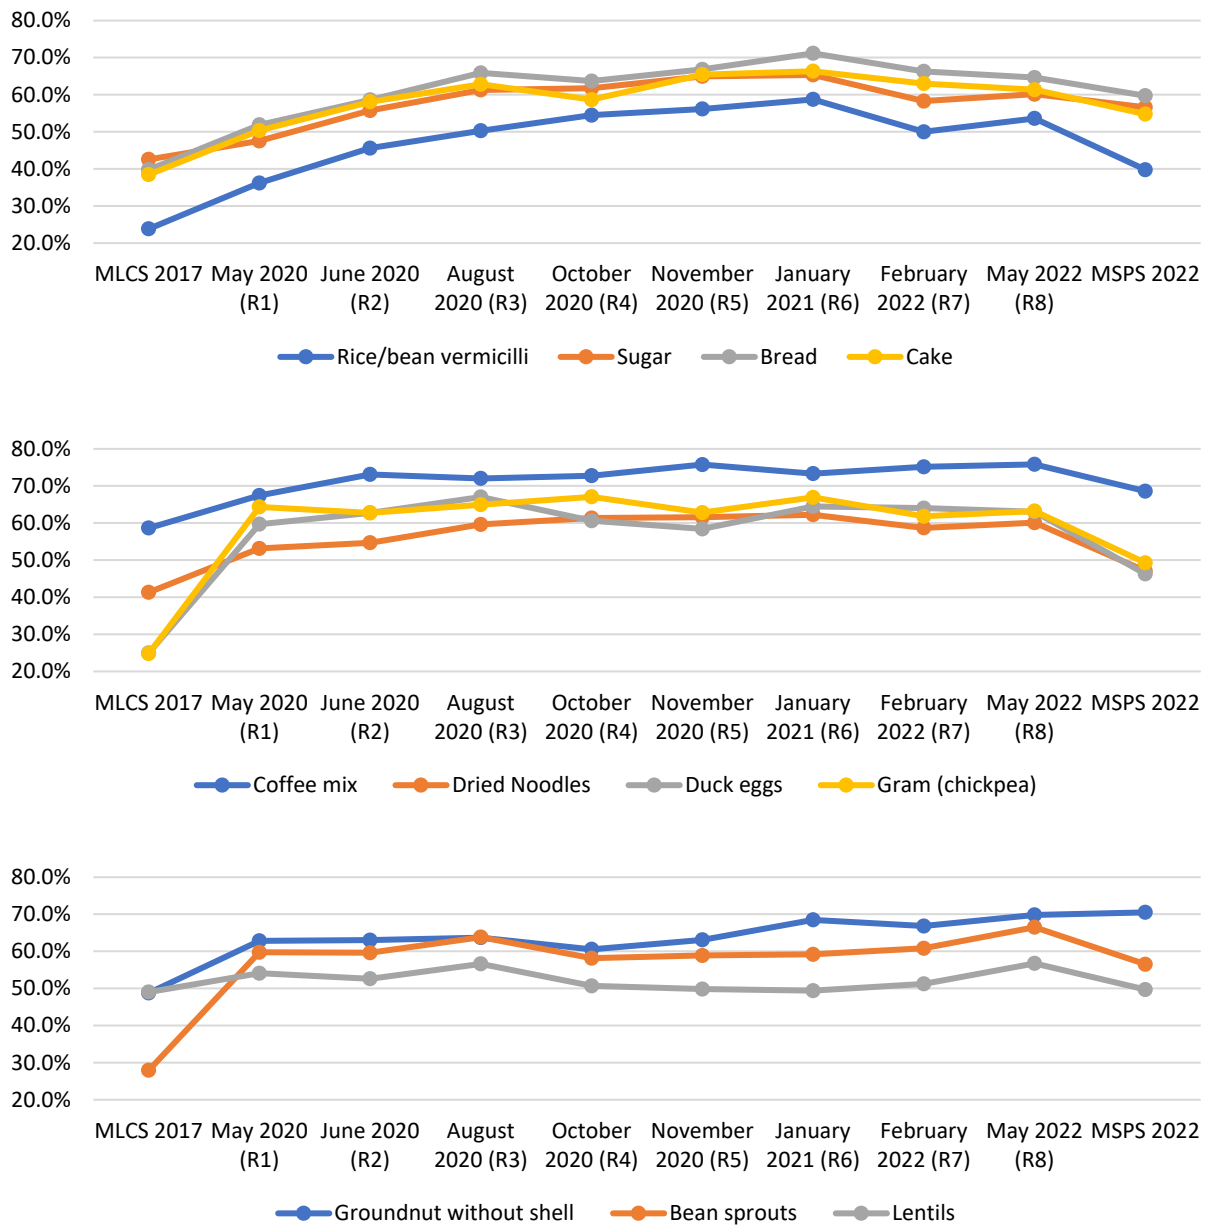 80.0%
70.0%
60.0%
50.0%
40.0%
30.0%
20.0%
MLCS 2017 May 2020 June 2020 August October November January February May 2022 MSPS 2022
(R1) (R2) 2020 (R3) 2020 (R4) 2020 (R5) 2021 (R6) 2022 (R7) (R8)
Rice/bean vermicilli Sugar Bread Cake
80.0%
70.0%
60.0%
50.0%
40.0%
30.0%
20.0%
MLCS 2017 May 2020 June 2020 August October November January February May 2022 MSPS 2022
(R1) (R2) 2020 (R3) 2020 (R4) 2020 (R5) 2021 (R6) 2022 (R7) (R8)
Coffee mix Dried Noodles Duck eggs Gram (chickpea)
80.0%
70.0%
60.0%
50.0%
40.0%
30.0%
20.0%
MLCS 2017 May 2020 June 2020 August October November January February May 2022 MSPS 2022
(R1) (R2) 2020 (R3) 2020 (R4) 2020 (R5) 2021 (R6) 2022 (R7) (R8)
Groundnut without shell Bean sprouts Lentils